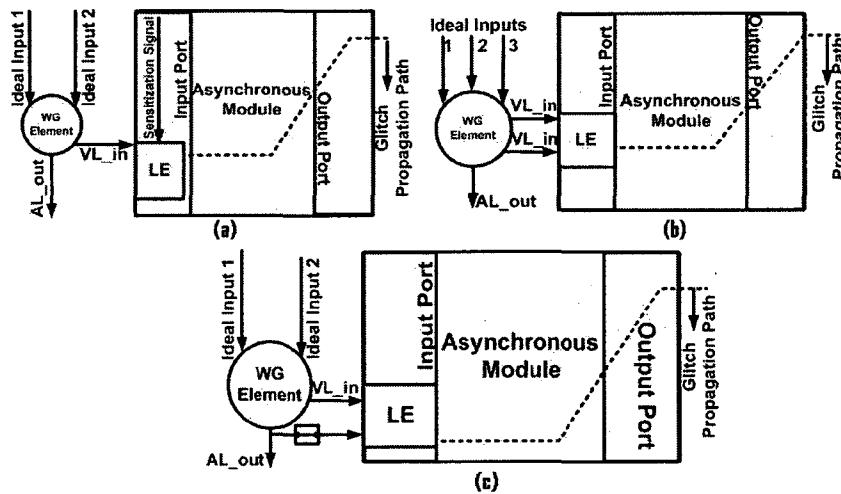 Ideal Input 1
Ideal Input 2
WG
Element
AL_out
VL_in
Sensitization Signal
Input Port
LE
Asynchronous
Module
Output Port
Glitch
Propagation Path
(a)
Ideal Inputs
1 2 3
WG
Element
VL_in
VL_in
AL_out
Input Port
LE
Asynchronous
Module
Output Port
Glitch
Propagation Path
(b)
Ideal Input 1
Ideal Input 2
WG
Element
VL_in
AL_out
Input Port
LE
Asynchronous
Module
Output Port
Glitch
Propagation Path
(c)